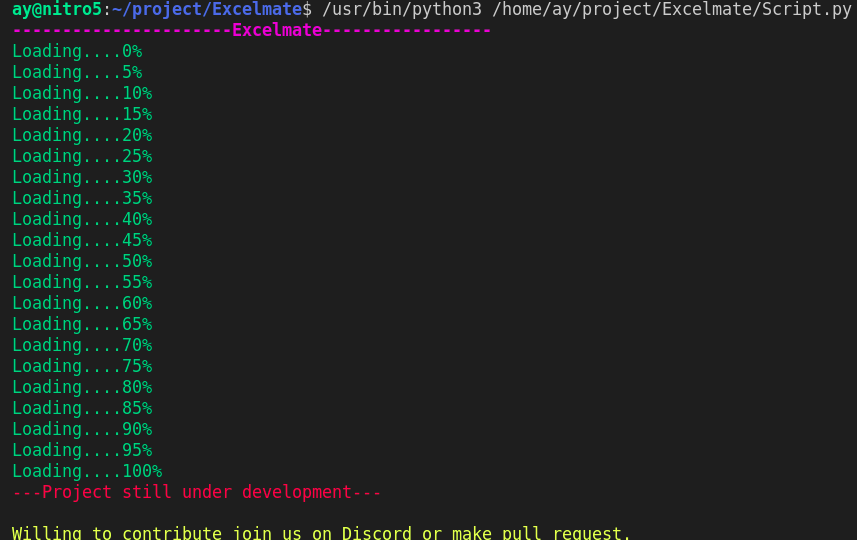 ay@nitro5:~/project/Excelmate$ /usr/bin/python3 /home/ay/project/Excelmate/Script.py
----------------------Excelmate-----------------
Loading....0%
Loading....5%
Loading....10%
Loading....15%
Loading....20%
Loading....25%
Loading....30%
Loading....35%
Loading....40%
Loading....45%
Loading....50%
Loading....55%
Loading....60%
Loading....65%
Loading....70%
Loading....75%
Loading....80%
Loading....85%
Loading....90%
Loading....95%
Loading....100%
---Project still under development---
Willing to contribute join us on Discord or make pull request.